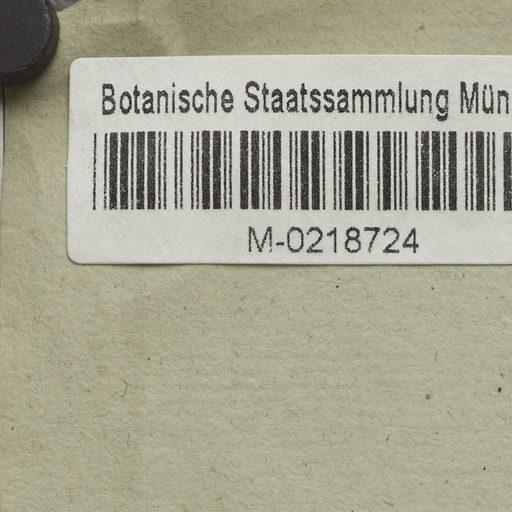 Botanische Staatssammlung Mün
M-0218724